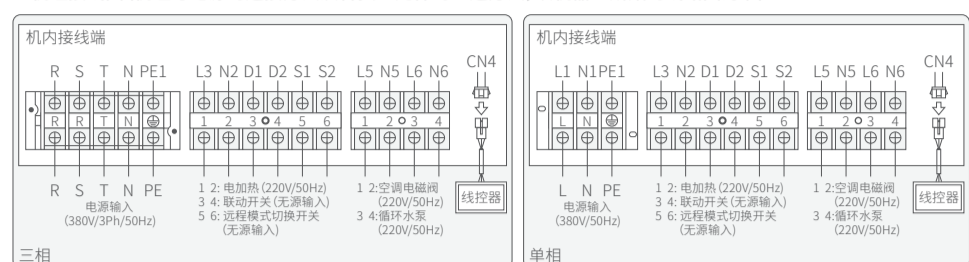 机内接线端
R S T N PE1
L3 N2 D1 D2 S1 S2
L5 N5 L6 N6
CN4
R R T N
1 2 3 4 5 6
1 2 3 4
R S T N PE
电源输入
(380V/3Ph/50Hz)
1 2: 电加热(220V/50Hz)
3 4: 联动开关(无源输入)
5 6: 远程模式切换开关
(无源输入)
1 2:空调电磁阀
(220V/50Hz)
3 4:循环水泵
(220V/50Hz)
线控器
三相
机内接线端
L1 N1PE1
L3 N2 D1 D2 S1 S2
L5 N5 L6 N6
CN4
L N
1 2 3 4 5 6
1 2 3 4
L N PE
电源输入
(380V/50Hz)
1 2: 电加热(220V/50Hz)
3 4: 联动开关(无源输入)
5 6: 远程模式切换开关
(无源输入)
1 2:空调电磁阀
(220V/50Hz)
3 4:循环水泵
(220V/50Hz)
线控器
单相